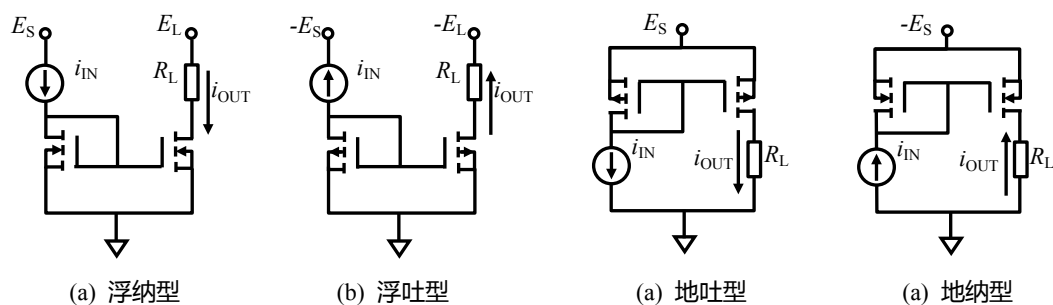 E_S E_L -E_S -E_L E_S -E_S
i_IN R_L i_OUT i_IN R_L i_OUT
i_IN i_OUT R_L i_IN i_OUT R_L
(a) 浮纳型 (b) 浮吐型 (a) 地吐型 (a) 地纳型